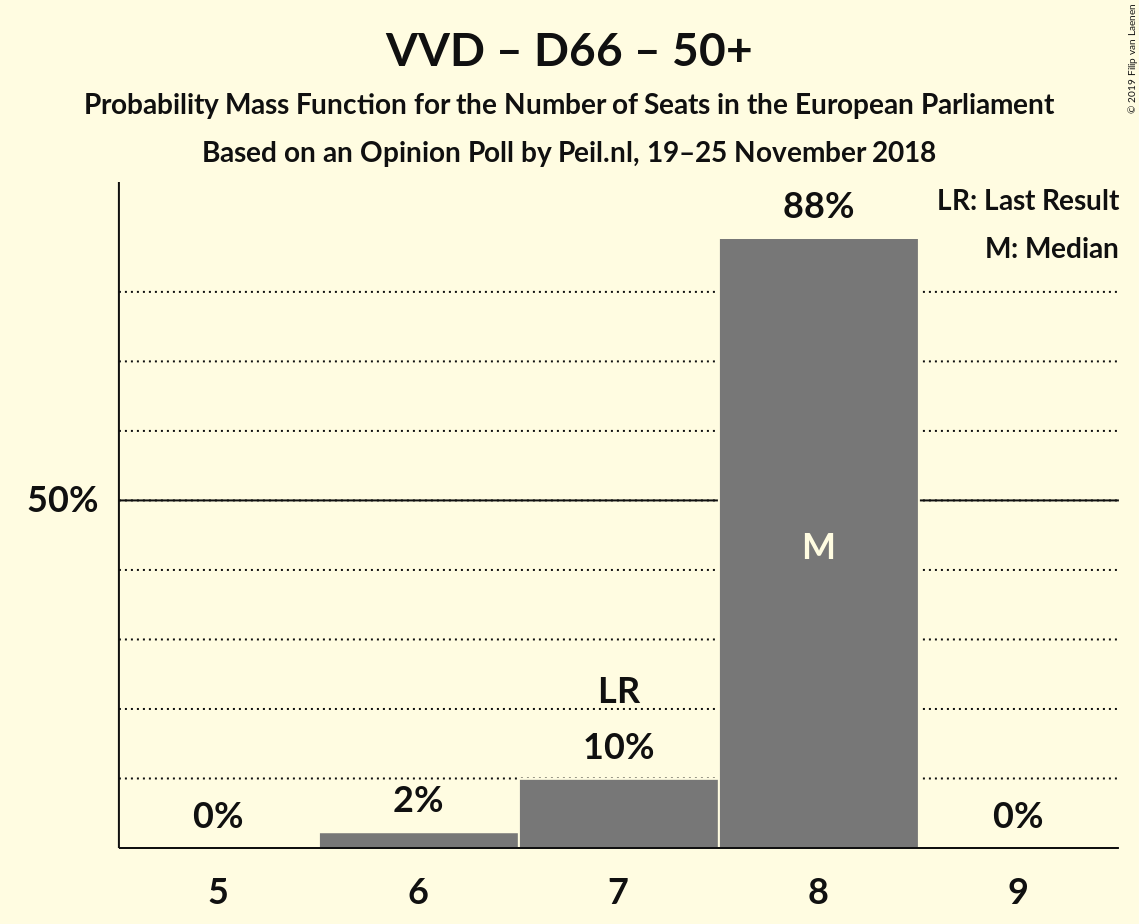 VVD – D66 – 50+
Probability Mass Function for the Number of Seats in the European Parliament
Based on an Opinion Poll by Peil.nl, 19–25 November 2018
© 2019 Filip van Laenen
LR: Last Result
M: Median
88%
50%
M
LR
10%
2%
0%
0%
5 6 7 8 9